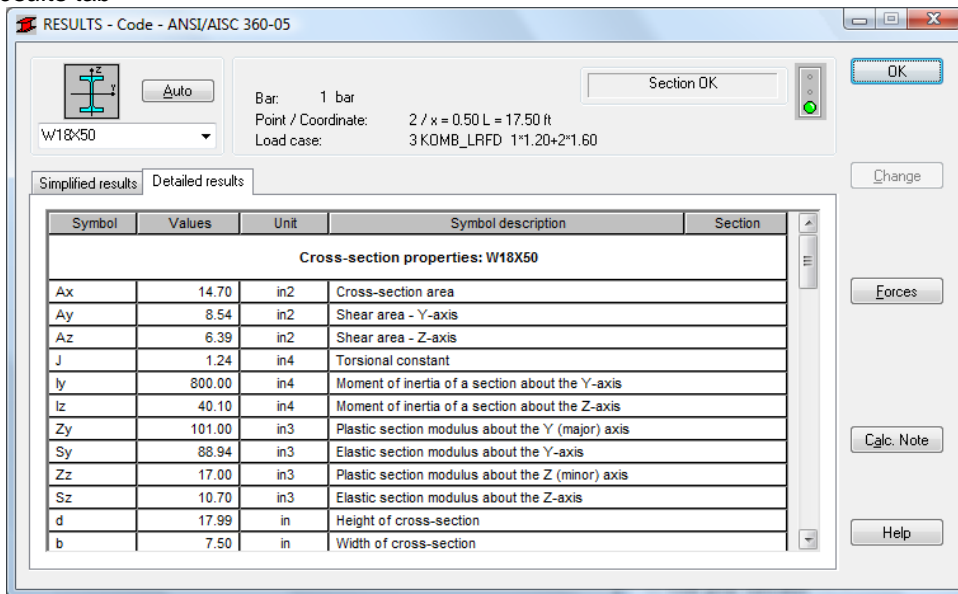 RESULTS - Code - ANSI/AISC 360-05
Z
Y
Auto
W18X50
Bar: 1 bar
Point / Coordinate: 2 / x = 0.50 L = 17.50 ft
Load case: 3 KOMB_LRFD 1*1.20+2*1.60
Section OK
OK
Simplified results Detailed results
Change
Symbol Values Unit Symbol description Section
Cross-section properties: W18X50
Ax 14.70 in2 Cross-section area
Ay 8.54 in2 Shear area - Y-axis
Az 6.39 in2 Shear area - Z-axis
J 1.24 in4 Torsional constant
Iy 800.00 in4 Moment of inertia of a section about the Y-axis
Iz 40.10 in4 Moment of inertia of a section about the Z-axis
Zy 101.00 in3 Plastic section modulus about the Y (major) axis
Sy 88.94 in3 Elastic section modulus about the Y-axis
Zz 17.00 in3 Plastic section modulus about the Z (minor) axis
Sz 10.70 in3 Elastic section modulus about the Z-axis
d 17.99 in Height of cross-section
b 7.50 in Width of cross-section
Forces
Calc. Note
Help